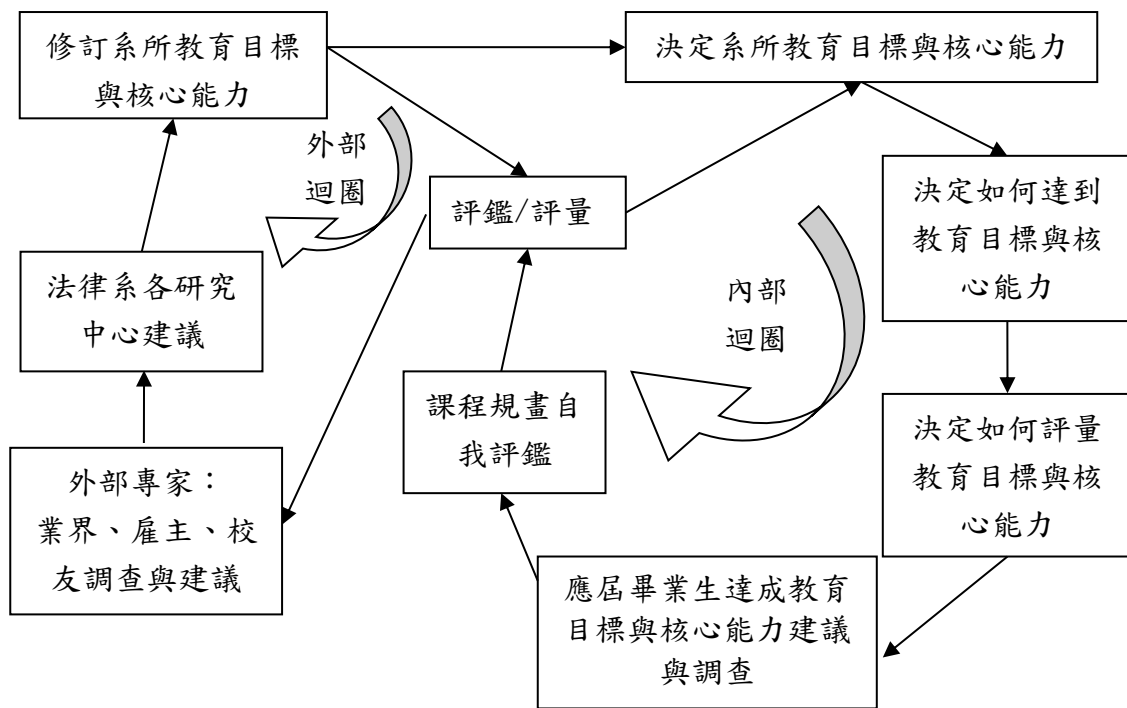 修訂系所教育目標
與核心能力
決定系所教育目標與核心能力
外部
迴圈
評鑑/評量
決定如何達到
教育目標與核
心能力
法律系各研究
中心建議
內部
迴圈
課程規畫自
我評鑑
決定如何評量
教育目標與核
心能力
外部專家：
業界、雇主、校
友調查與建議
應屆畢業生達成教育
目標與核心能力建議
與調查